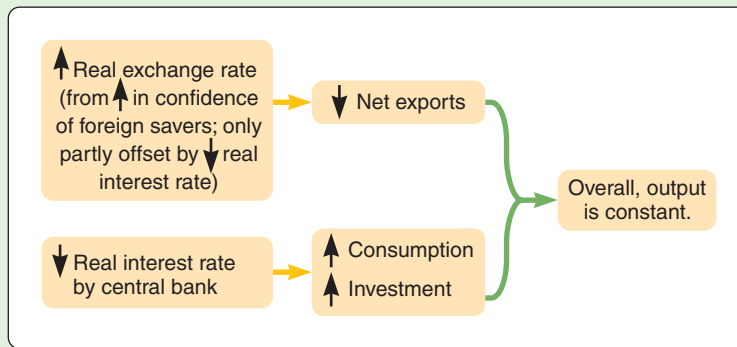 ↑ Real exchange rate
(from ↑ in confidence
of foreign savers; only
partly offset by ↓ real
interest rate)
↓ Net exports
Overall, output
is constant.
↓ Real interest rate
by central bank
↑ Consumption
↑ Investment